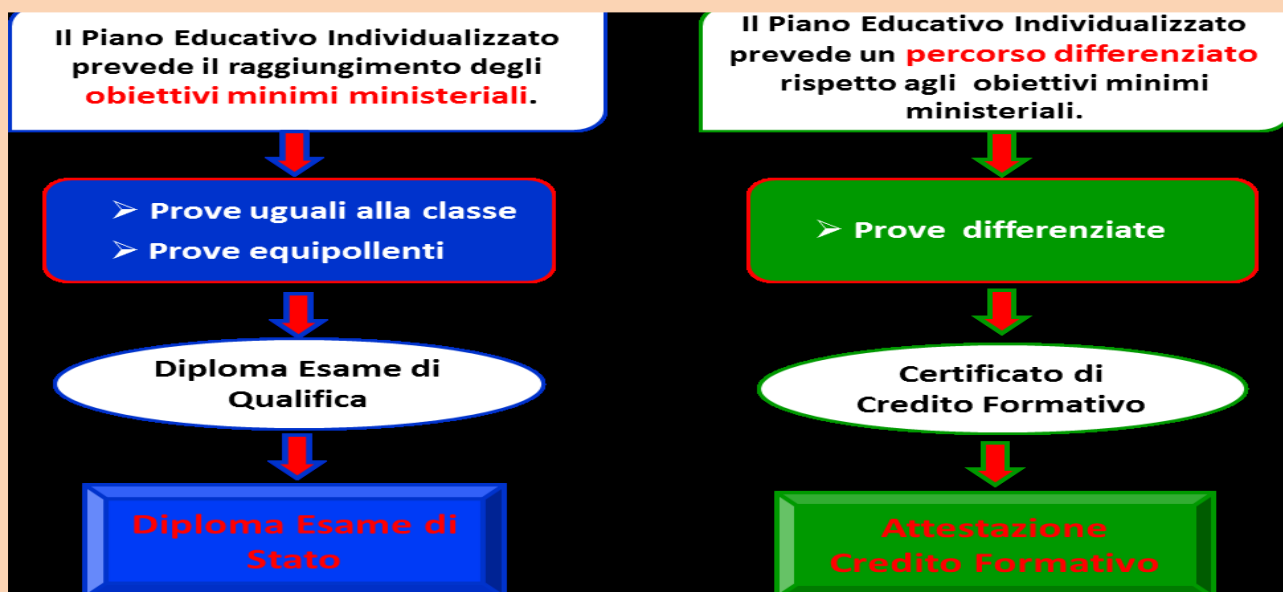 Il Piano Educativo Individualizzato
prevede il raggiungimento degli
obiettivi minimi ministeriali.
➢ Prove uguali alla classe
➢ Prove equipollenti
Diploma Esame di
Qualifica
Diploma Esame di
Stato
Il Piano Educativo Individualizzato
prevede un percorso differenziato
rispetto agli obiettivi minimi
ministeriali.
➢ Prove differenziate
Certificato di
Credito Formativo
Attestazione
Credito Formativo